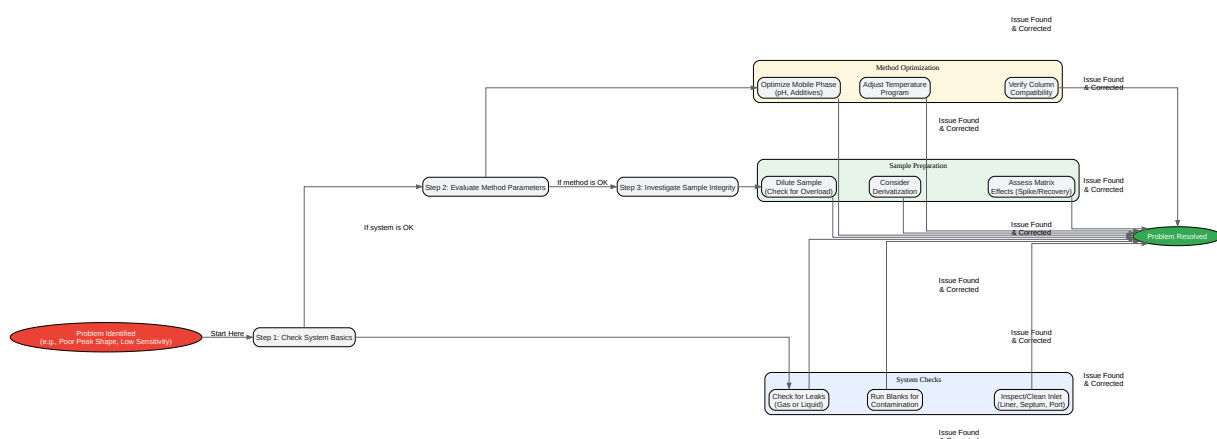 Issue Found
& Corrected
Method Optimization
Optimize Mobile Phase
(pH, Additives)
Adjust Temperature
Program
Verify Column
Compatibility
Issue Found
& Corrected
Issue Found
& Corrected
Sample Preparation
Dilute Sample
(Check for Overload)
Consider
Derivatization
Assess Matrix
Effects (Spike/Recovery)
Issue Found
& Corrected
Step 2: Evaluate Method Parameters
If method is OK
Step 3: Investigate Sample Integrity
If system is OK
Issue Found
& Corrected
Problem Resolved
Issue Found
& Corrected
Problem Identified
(e.g., Poor Peak Shape, Low Sensitivity)
Start Here
Step 1: Check System Basics
Issue Found
& Corrected
System Checks
Check for Leaks
(Gas or Liquid)
Run Blanks for
Contamination
Inspect/Clean Inlet
(Liner, Septum, Port)
Issue Found
& Corrected
Issue Found
& Corrected